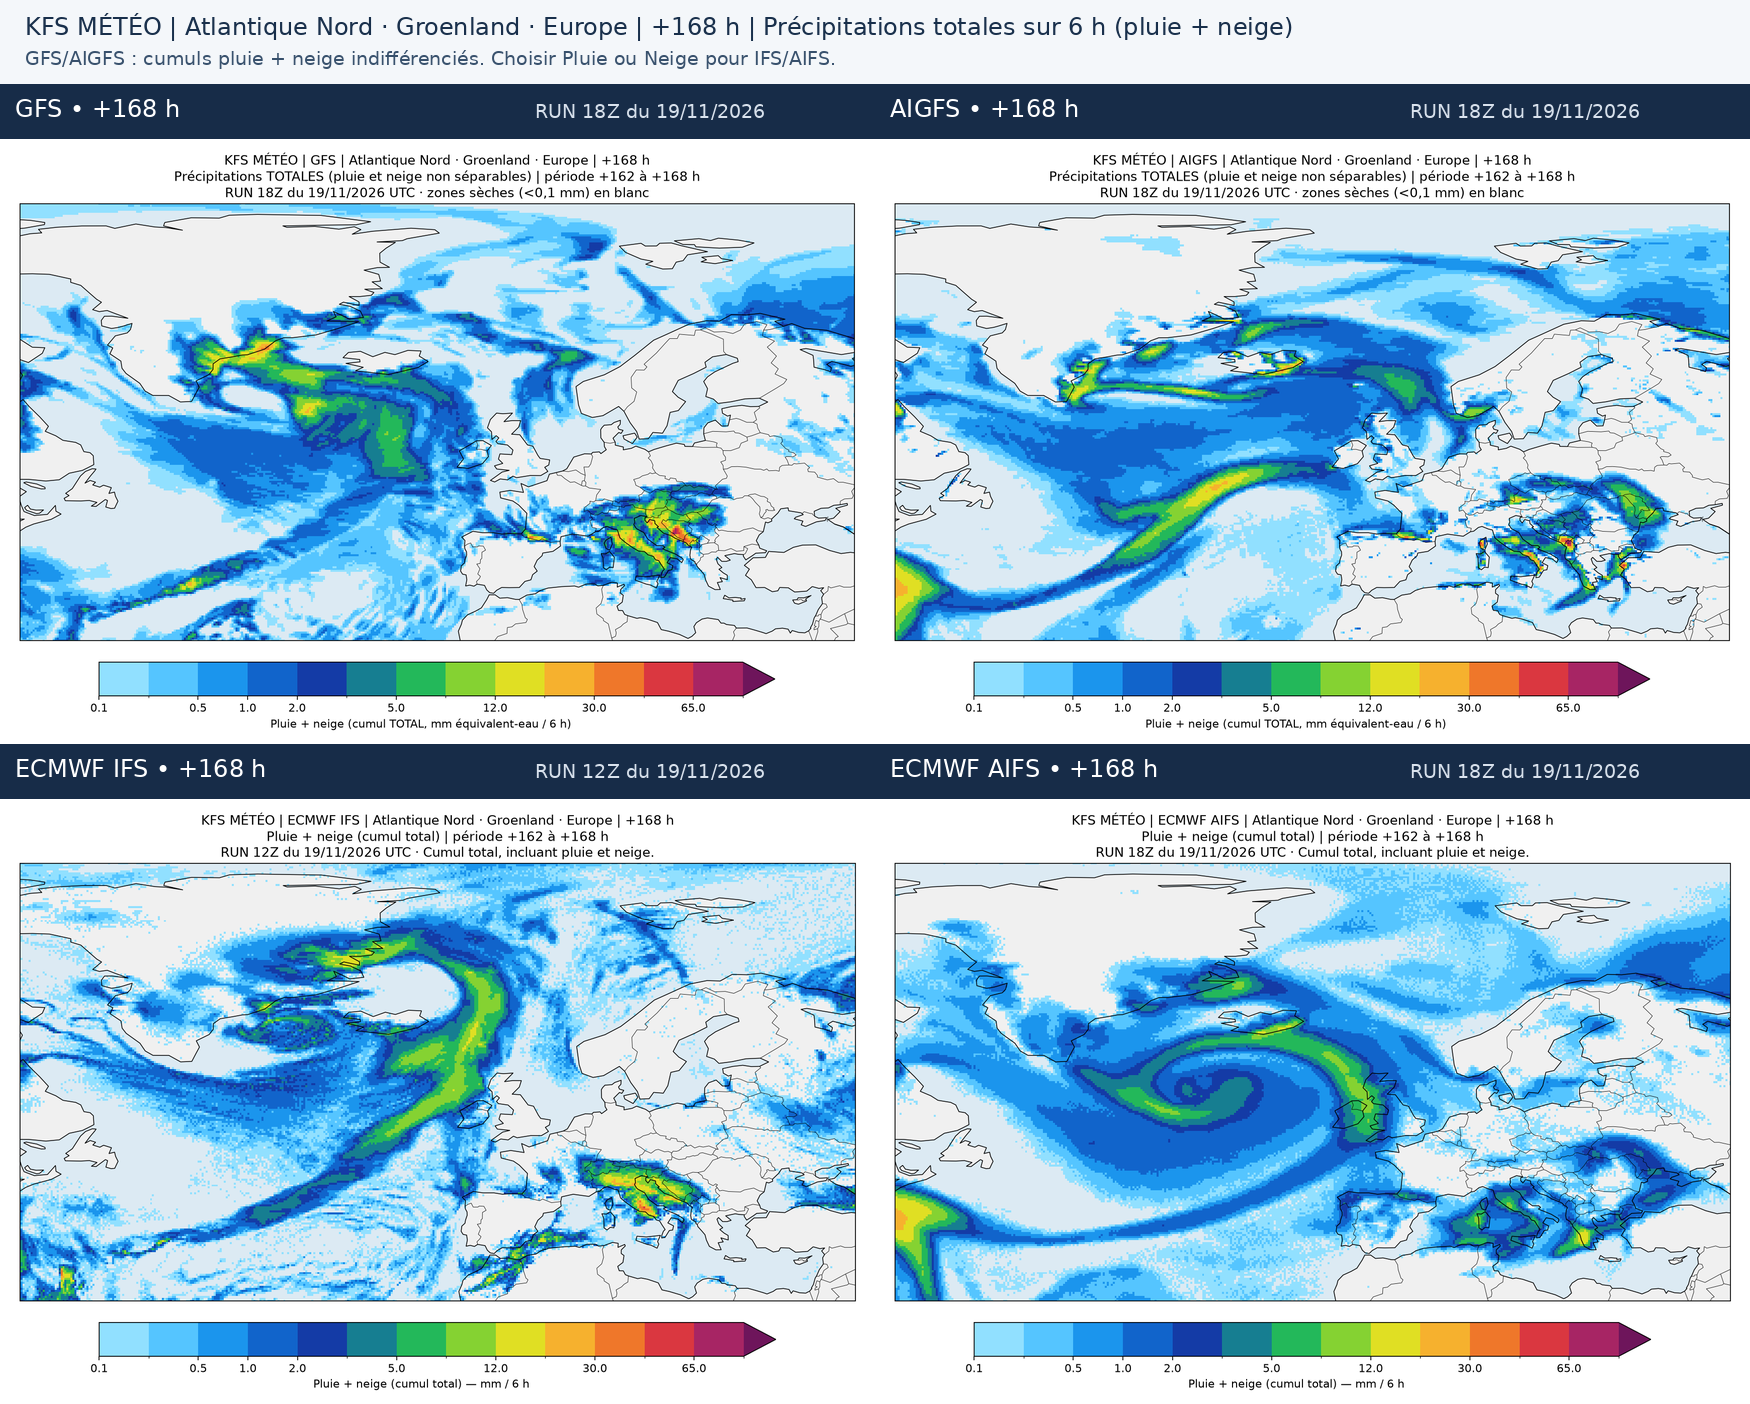 KFS MÉTÉO | Atlantique Nord · Groenland · Europe | +168 h | Précipitations totales sur 6 h (pluie + neige)
GFS/AIGFS : cumuls pluie + neige indifférenciés. Choisir Pluie ou Neige pour IFS/AIFS.
GFS • +168 h
RUN 18Z du 19/11/2026
KFS MÉTÉO | GFS | Atlantique Nord · Groenland · Europe | +168 h
Précipitations TOTALES (pluie et neige non séparables) | période +162 à +168 h
RUN 18Z du 19/11/2026 UTC · zones sèches (<0,1 mm) en blanc
0.1 0.5 1.0 2.0 5.0 12.0 30.0 65.0
Pluie + neige (cumul TOTAL, mm équivalent-eau / 6 h)
AIGFS • +168 h
RUN 18Z du 19/11/2026
KFS MÉTÉO | AIGFS | Atlantique Nord · Groenland · Europe | +168 h
Précipitations TOTALES (pluie et neige non séparables) | période +162 à +168 h
RUN 18Z du 19/11/2026 UTC · zones sèches (<0,1 mm) en blanc
0.1 0.5 1.0 2.0 5.0 12.0 30.0 65.0
Pluie + neige (cumul TOTAL, mm équivalent-eau / 6 h)
ECMWF IFS • +168 h
RUN 12Z du 19/11/2026
KFS MÉTÉO | ECMWF IFS | Atlantique Nord · Groenland · Europe | +168 h
Pluie + neige (cumul total) | période +162 à +168 h
RUN 12Z du 19/11/2026 UTC · Cumul total, incluant pluie et neige.
0.1 0.5 1.0 2.0 5.0 12.0 30.0 65.0
Pluie + neige (cumul total) — mm / 6 h
ECMWF AIFS • +168 h
RUN 18Z du 19/11/2026
KFS MÉTÉO | ECMWF AIFS | Atlantique Nord · Groenland · Europe | +168 h
Pluie + neige (cumul total) | période +162 à +168 h
RUN 18Z du 19/11/2026 UTC · Cumul total, incluant pluie et neige.
0.1 0.5 1.0 2.0 5.0 12.0 30.0 65.0
Pluie + neige (cumul total) — mm / 6 h